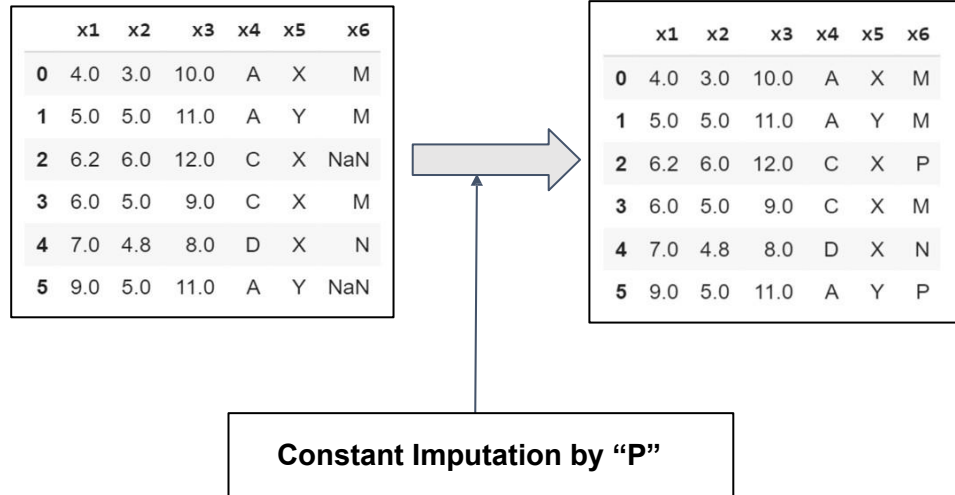 x1 x2 x3 x4 x5 x6
0 4.0 3.0 10.0 A X M
1 5.0 5.0 11.0 A Y M
2 6.2 6.0 12.0 C X NaN
3 6.0 5.0 9.0 C X M
4 7.0 4.8 8.0 D X N
5 9.0 5.0 11.0 A Y NaN
x1 x2 x3 x4 x5 x6
0 4.0 3.0 10.0 A X M
1 5.0 5.0 11.0 A Y M
2 6.2 6.0 12.0 C X P
3 6.0 5.0 9.0 C X M
4 7.0 4.8 8.0 D X N
5 9.0 5.0 11.0 A Y P
Constant Imputation by “P”